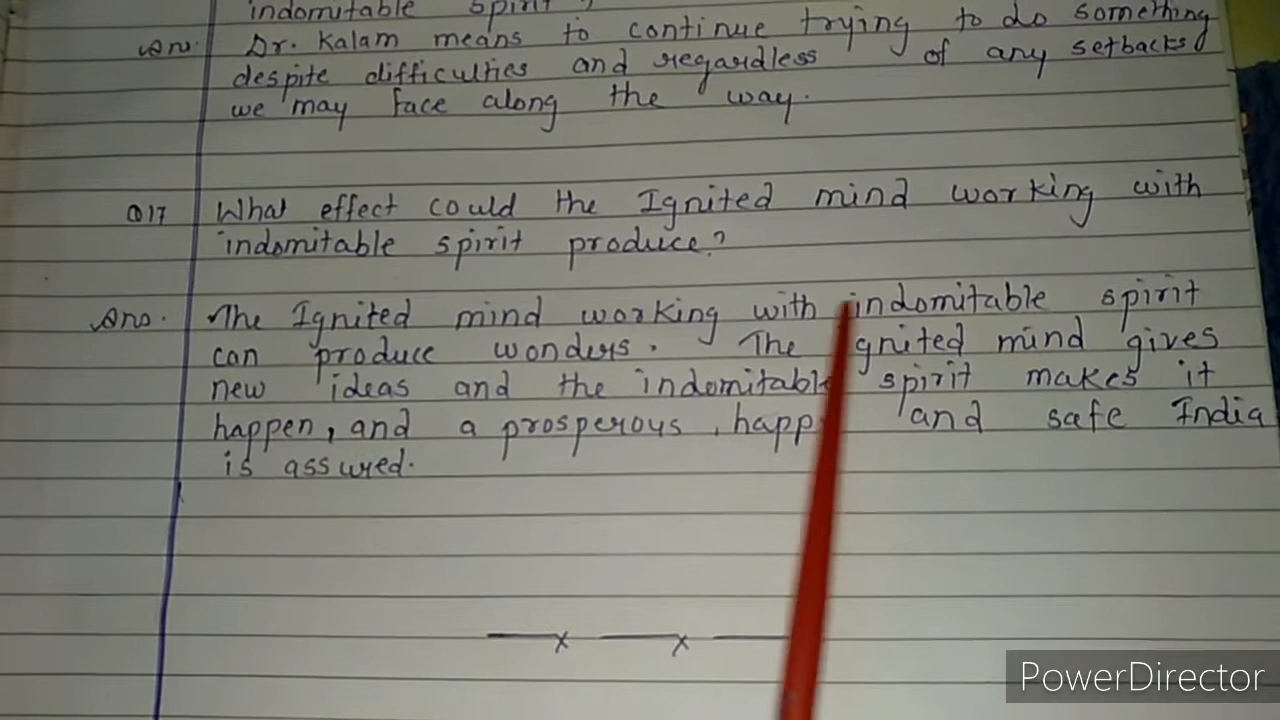 indomitable spirit?
Ans. Dr. Kalam means to continue trying to do something
despite difficulties and regardless of any setbacks
we may face along the way.
Q17 What effect could the Ignited mind working with
indomitable spirit produce?
Ans. The Ignited mind working with indomitable spirit
can produce wonders. The Ignited mind gives
new ideas and the indomitable spirit makes it
happen, and a prosperous, happy and safe India
is assured.
PowerDirector